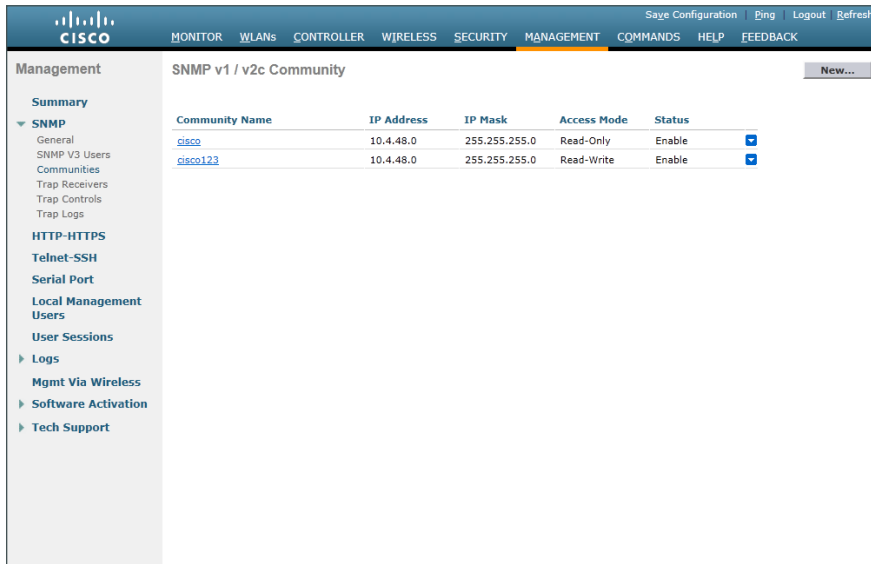 Save Configuration | Ping | Logout | Refresh
CISCO
MONITOR WLANs CONTROLLER WIRELESS SECURITY MANAGEMENT COMMANDS HELP FEEDBACK
Management
Summary
SNMP
General
SNMP V3 Users
Communities
Trap Receivers
Trap Controls
Trap Logs
HTTP-HTTPS
Telnet-SSH
Serial Port
Local Management
Users
User Sessions
Logs
Mgmt Via Wireless
Software Activation
Tech Support
SNMP v1 / v2c Community
New...
Community Name IP Address IP Mask Access Mode Status
cisco 10.4.48.0 255.255.255.0 Read-Only Enable
cisco123 10.4.48.0 255.255.255.0 Read-Write Enable